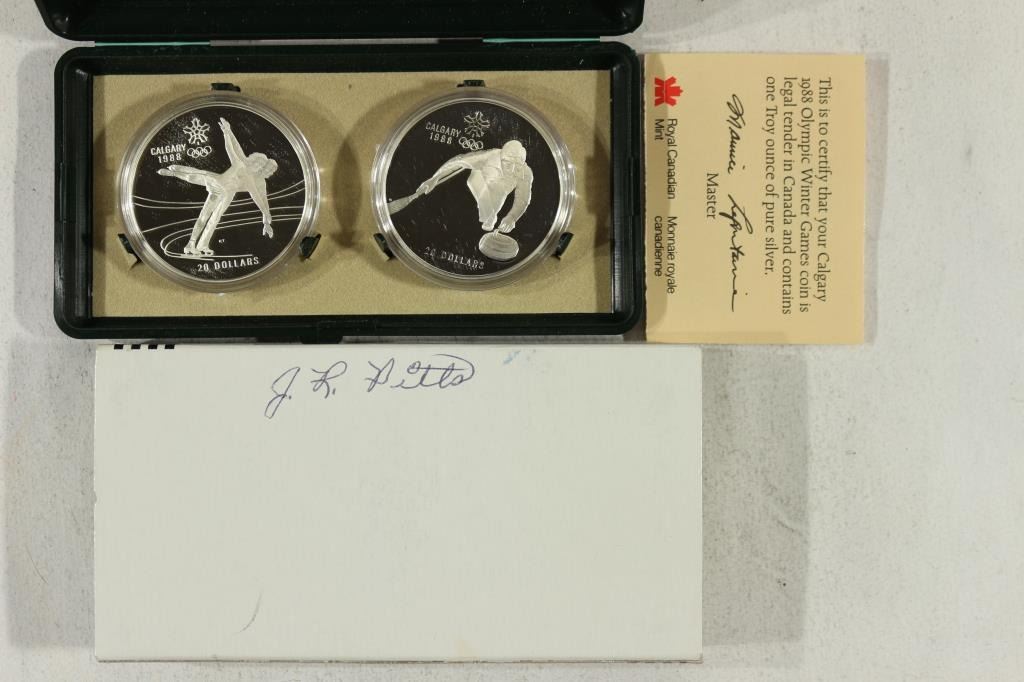 CALGARY
1988
20 DOLLARS
CALGARY
1988
20 DOLLARS
This is to certify that your Calgary
1988 Olympic Winter Games coin is
legal tender in Canada and contains
one Troy ounce of pure silver.
Master
Royal Canadian Monnaie royale
Mint canadienne
J. R. Pitts